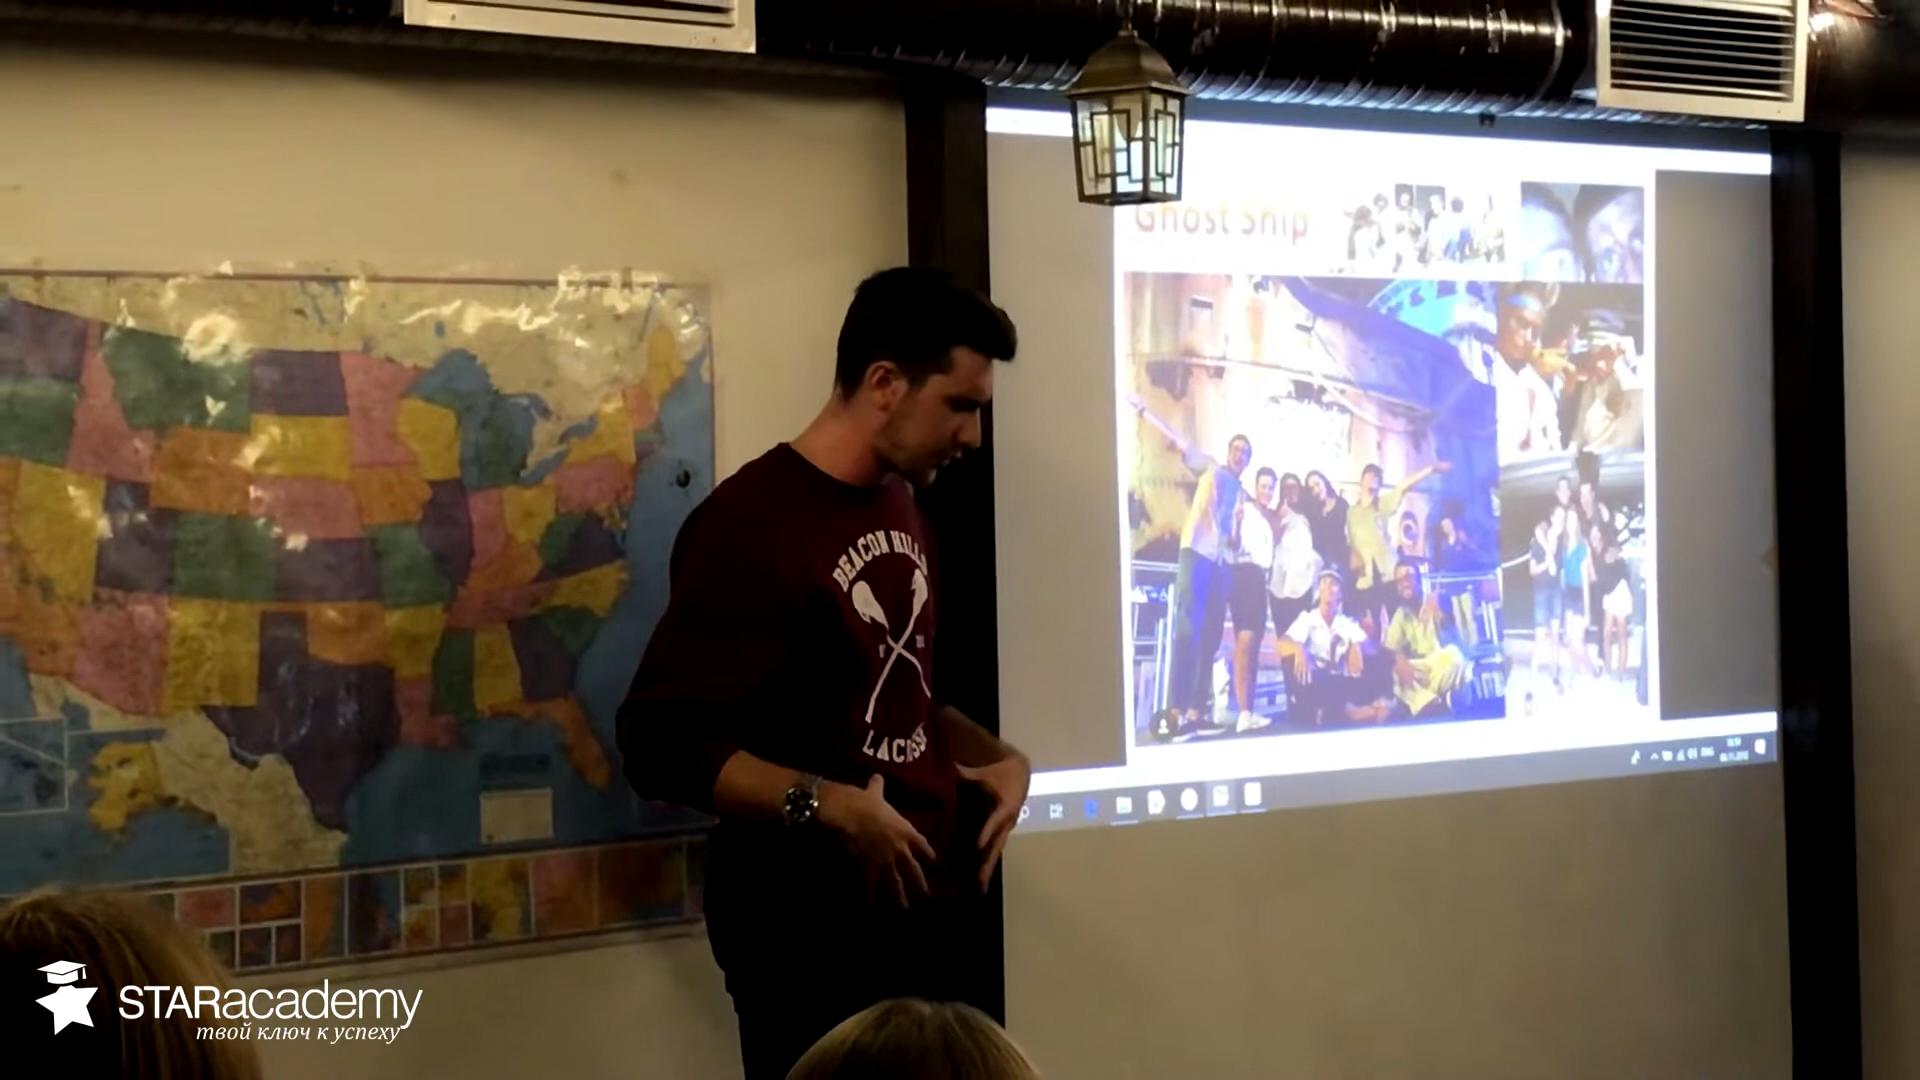 Ghost Ship
BEACON HILLS
LACROSSE
STARacademy
твой ключ к успеху